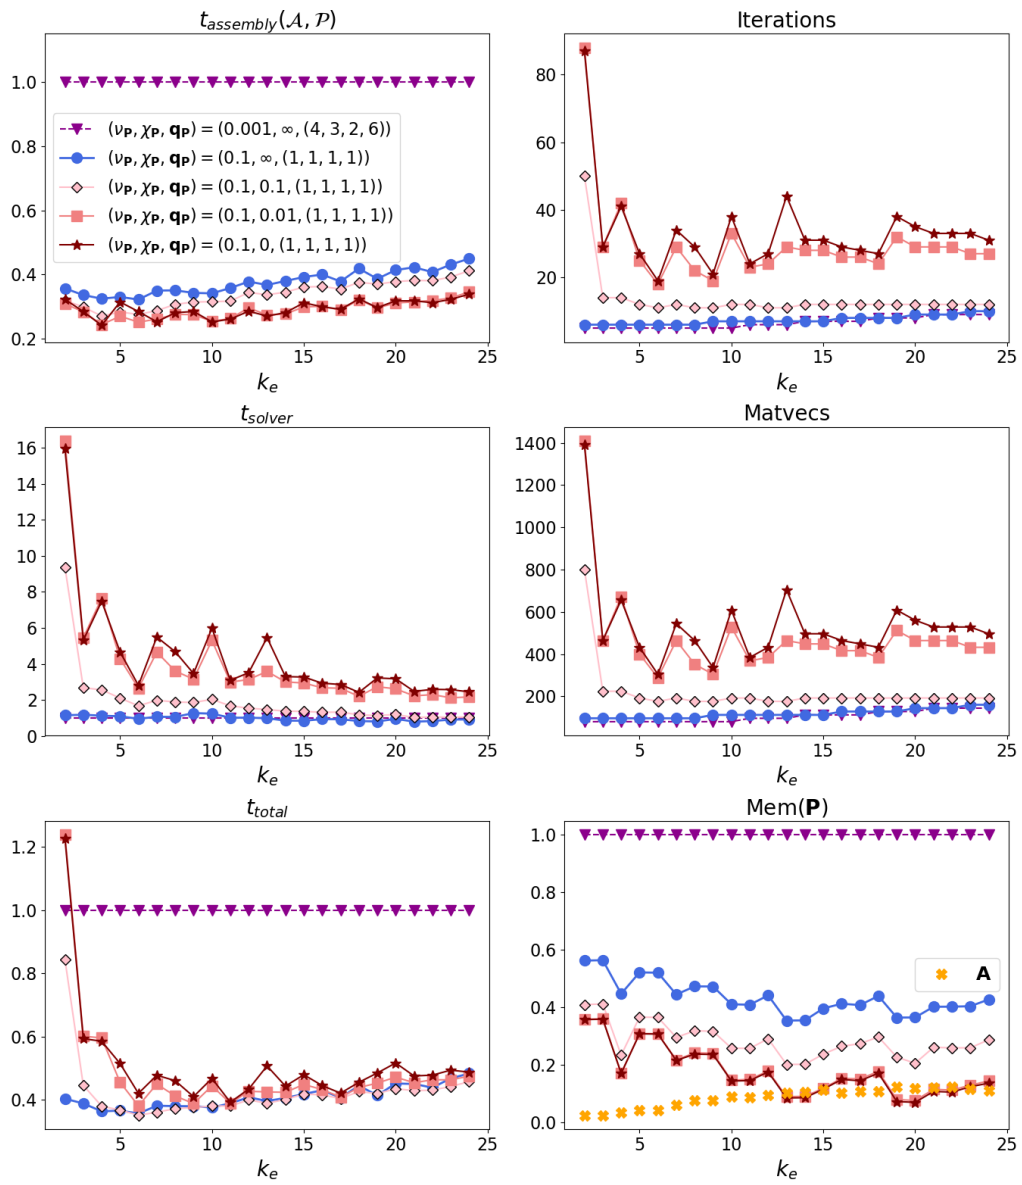 t_assembly(𝒜, 𝒫)
1.0
0.8
0.6
0.4
0.2
(ν_P, χ_P, q_P) = (0.001, ∞, (4, 3, 2, 6))
(ν_P, χ_P, q_P) = (0.1, ∞, (1, 1, 1, 1))
(ν_P, χ_P, q_P) = (0.1, 0.1, (1, 1, 1, 1))
(ν_P, χ_P, q_P) = (0.1, 0.01, (1, 1, 1, 1))
(ν_P, χ_P, q_P) = (0.1, 0, (1, 1, 1, 1))
5 10 15 20 25
k_e
Iterations
80
60
40
20
5 10 15 20 25
k_e
t_solver
16
14
12
10
8
6
4
2
0
5 10 15 20 25
k_e
Matvecs
1400
1200
1000
800
600
400
200
5 10 15 20 25
k_e
t_total
1.2
1.0
0.8
0.6
0.4
5 10 15 20 25
k_e
Mem(P)
1.0
0.8
0.6
0.4
0.2
0.0
A
5 10 15 20 25
k_e